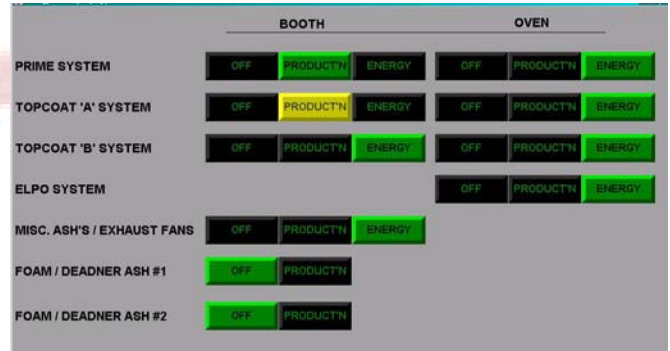 BOOTH OVEN
PRIME SYSTEM OFF PRODUCT'N ENERGY OFF PRODUCT'N ENERGY
TOPCOAT 'A' SYSTEM OFF PRODUCT'N ENERGY OFF PRODUCT'N ENERGY
TOPCOAT 'B' SYSTEM OFF PRODUCT'N ENERGY OFF PRODUCT'N ENERGY
ELPO SYSTEM OFF PRODUCT'N ENERGY
MISC. ASH'S / EXHAUST FANS OFF PRODUCT'N ENERGY
FOAM / DEADNER ASH #1 OFF PRODUCT'N
FOAM / DEADNER ASH #2 OFF PRODUCT'N